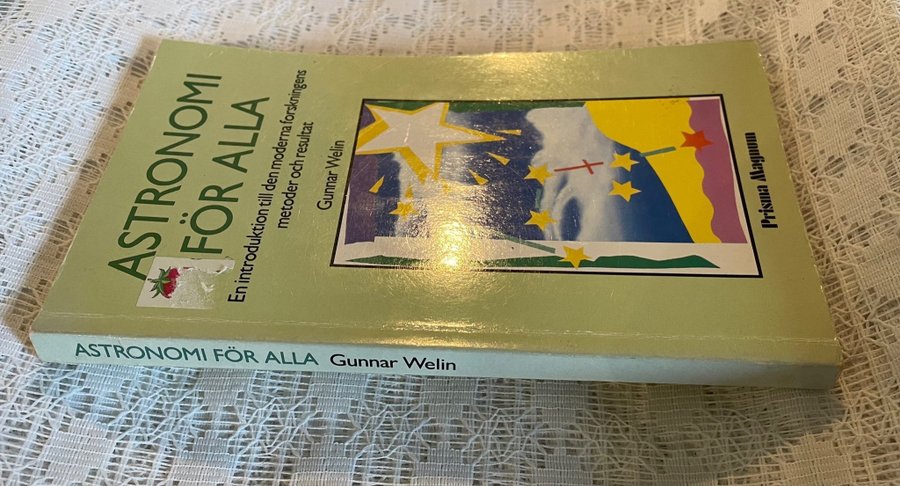 ASTRONOMI
FÖR ALLA
En introduktion till den moderna forskningens
metoder och resultat
Gunnar Welin
Prisma Magnum
ASTRONOMI FÖR ALLA Gunnar Welin